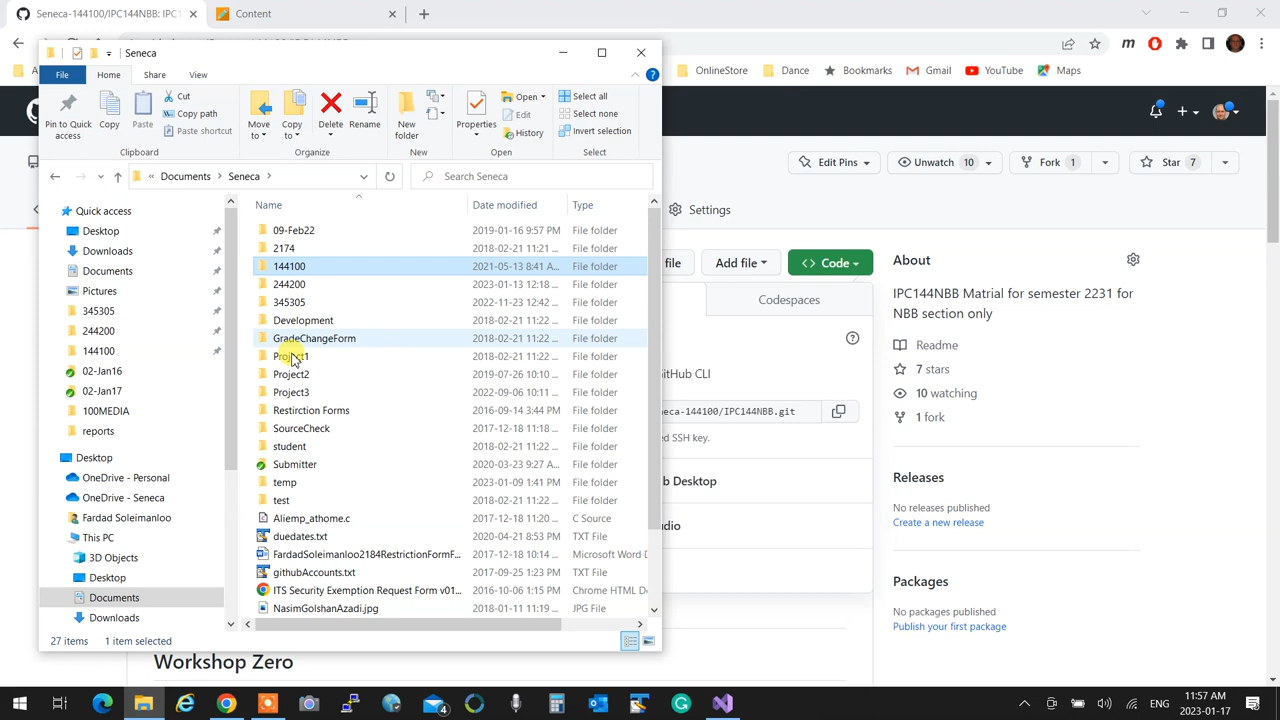 Seneca-144100/IPC144NBB: IPC1
Content
Seneca
OnlineStore
Dance
Bookmarks
Gmail
YouTube
Maps
File
Home
Share
View
Pin to Quick access
Copy
Paste
Cut
Copy path
Paste shortcut
Move to
Copy to
Delete
Rename
New folder
Properties
Open
Edit
History
Select all
Select none
Invert selection
Clipboard
Organize
New
Open
Select
« Documents > Seneca >
Search Seneca
Edit Pins
Unwatch 10
Fork 1
Star 7
Settings
Quick access
Desktop
Downloads
Documents
Pictures
345305
244200
144100
02-Jan16
02-Jan17
100MEDIA
reports
Desktop
OneDrive - Personal
OneDrive - Seneca
Fardad Soleimanloo
This PC
3D Objects
Desktop
Documents
Downloads
Name Date modified Type
09-Feb22 2019-01-16 9:57 PM File folder
2174 2018-02-21 11:21 ... File folder
144100 2021-05-13 8:41 A... File folder
244200 2023-01-13 12:18 ... File folder
345305 2022-11-23 12:42 ... File folder
Development 2018-02-21 11:22 ... File folder
GradeChangeForm 2018-02-21 11:22 ... File folder
Project1 2018-02-21 11:22 ... File folder
Project2 2019-07-26 10:10 ... File folder
Project3 2022-09-06 10:11 ... File folder
Restirction Forms 2016-09-14 3:44 PM File folder
SourceCheck 2017-12-18 11:18 ... File folder
student 2018-02-21 11:22 ... File folder
Submitter 2020-03-23 9:27 A... File folder
temp 2023-01-09 1:41 PM File folder
test 2018-02-21 11:22 ... File folder
Aliemp_athome.c 2017-12-18 11:20 ... C Source
duedates.txt 2020-04-21 8:53 PM TXT File
FardadSoleimanloo2184RestrictionFormF... 2017-12-18 10:14 ... Microsoft Word D
githubAccounts.txt 2017-09-25 1:23 PM TXT File
ITS Security Exemption Request Form v01... 2016-10-06 1:15 PM Chrome HTML Do
NasimGolshanAzadi.jpg 2018-01-11 11:19 ... JPG File
27 items 1 item selected
file
Add file
<> Code
Codespaces
itHub CLI
neca-144100/IPC144NBB.git
ed SSH key.
b Desktop
udio
About
IPC144NBB Matrial for semester 2231 for
NBB section only
Readme
7 stars
10 watching
1 fork
Releases
No releases published
Create a new release
Packages
No packages published
Publish your first package
Workshop Zero
4
ENG
11:57 AM
2023-01-17